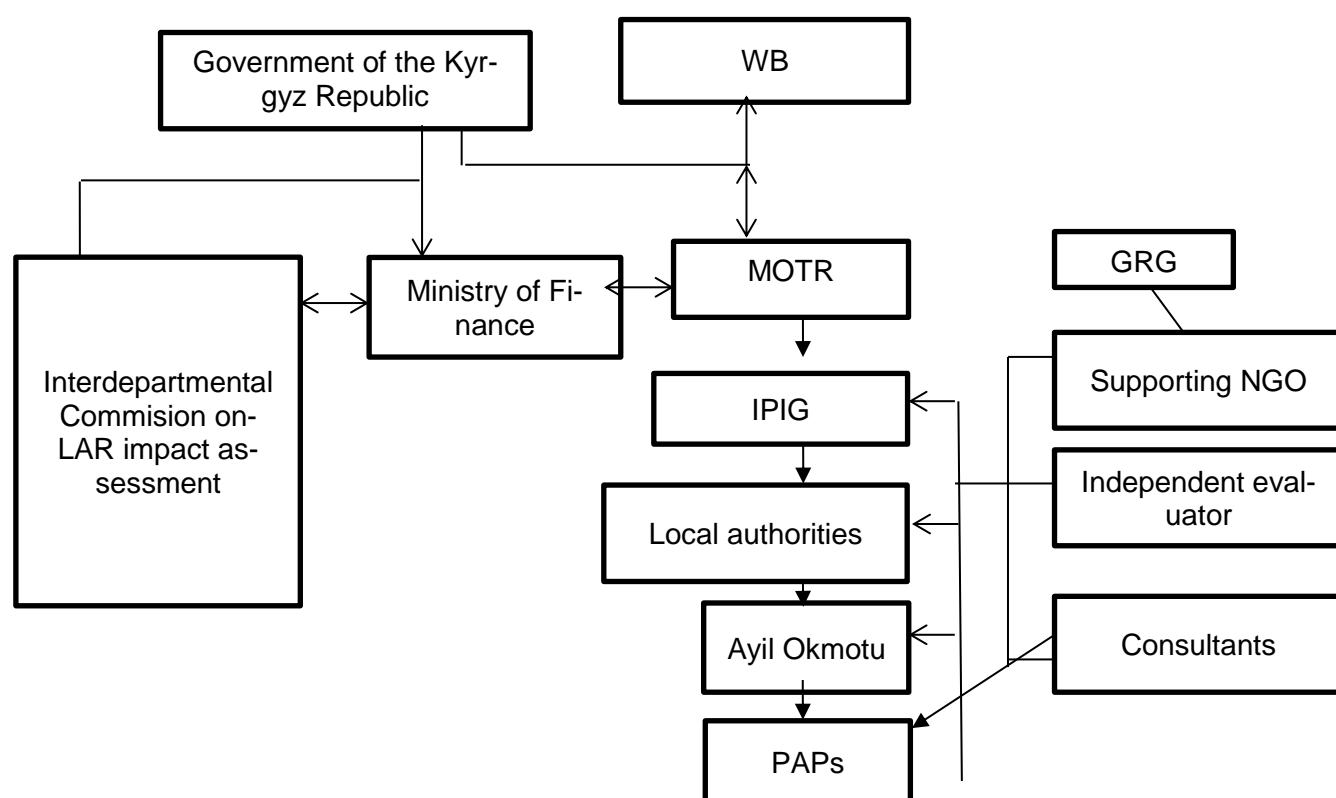 Government of the Kyr-
gyz Republic
WB
MOTR
GRG
Ministry of Fi-
nance
Interdepartmental
Commision on-
LAR impact as-
sessment
IPIG
Supporting NGO
Independent eval-
uator
Local authorities
Ayil Okmotu
Consultants
PAPs